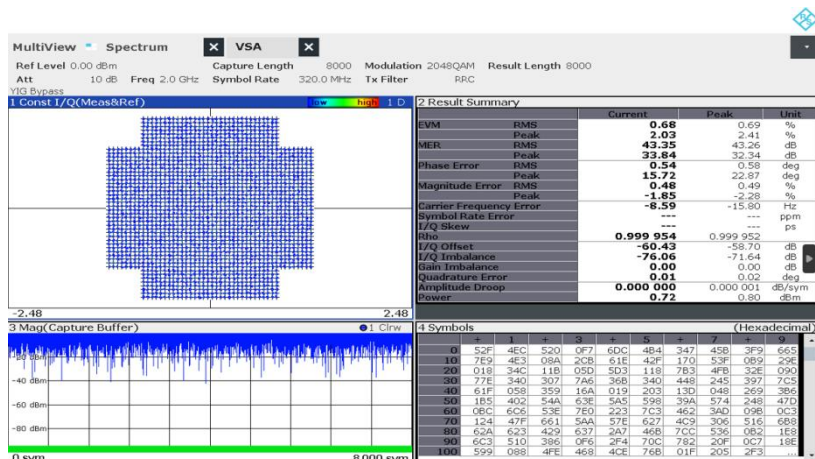 MultiView Spectrum X VSA X
Ref Level 0.00 dBm Capture Length 8000 Modulation 2048QAM Result Length 8000
Att 10 dB Freq 2.0 GHz Symbol Rate 320.0 MHz Tx Filter RRC
YIG Bypass
1 Const I/Q(Meas&Ref) low high 1 D
-2.48 2.48
2 Result Summary
Current Peak Unit
EVM RMS 0.68 0.69 %
Peak 2.03 2.41 %
MER RMS 43.35 43.26 dB
Peak 33.84 32.34 dB
Phase Error RMS 0.54 0.58 deg
Peak 15.72 22.87 deg
Magnitude Error RMS 0.48 0.49 %
Peak -1.85 -2.28 %
Carrier Frequency Error -8.59 -15.80 Hz
Symbol Rate Error --- --- ppm
I/Q Skew --- --- ps
Rho 0.999 954 0.999 952
I/Q Offset -60.43 -58.70 dB
I/Q Imbalance -76.06 -71.64 dB
Gain Imbalance 0.00 0.00 dB
Quadrature Error 0.01 0.02 deg
Amplitude Droop 0.000 000 0.000 001 dB/sym
Power 0.72 0.80 dBm
3 Mag(Capture Buffer) 1 Clrw
-20 dBm
-40 dBm
-60 dBm
-80 dBm
0 sym 8,000 sym
4 Symbols (Hexadecimal)
+ 1 + 3 + 5 + 7 + 9
0 52F 4EC 520 0F7 6DC 4B4 347 45B 3F9 665
10 7E9 4E3 08A 2CB 61E 42F 170 53F 0B9 29E
20 018 34C 11B 05D 5D3 118 7B3 4FB 32E 090
30 77E 340 307 7A6 36B 340 448 245 397 7C5
40 61F 058 359 16A 019 203 13D 048 269 3B6
50 1B5 402 54A 63E 5A5 598 39A 574 248 47D
60 0BC 6C6 53E 7E0 223 7C3 462 3AD 09B 0C3
70 124 47F 661 5AA 57E 627 4C9 306 516 6B8
80 62A 623 429 637 2A7 46B 7CC 536 0B2 1E8
90 6C3 510 386 0F6 2F4 70C 782 20F 0C7 18E
100 599 088 4FE 468 4CE 76B 01F 205 2F3 ...